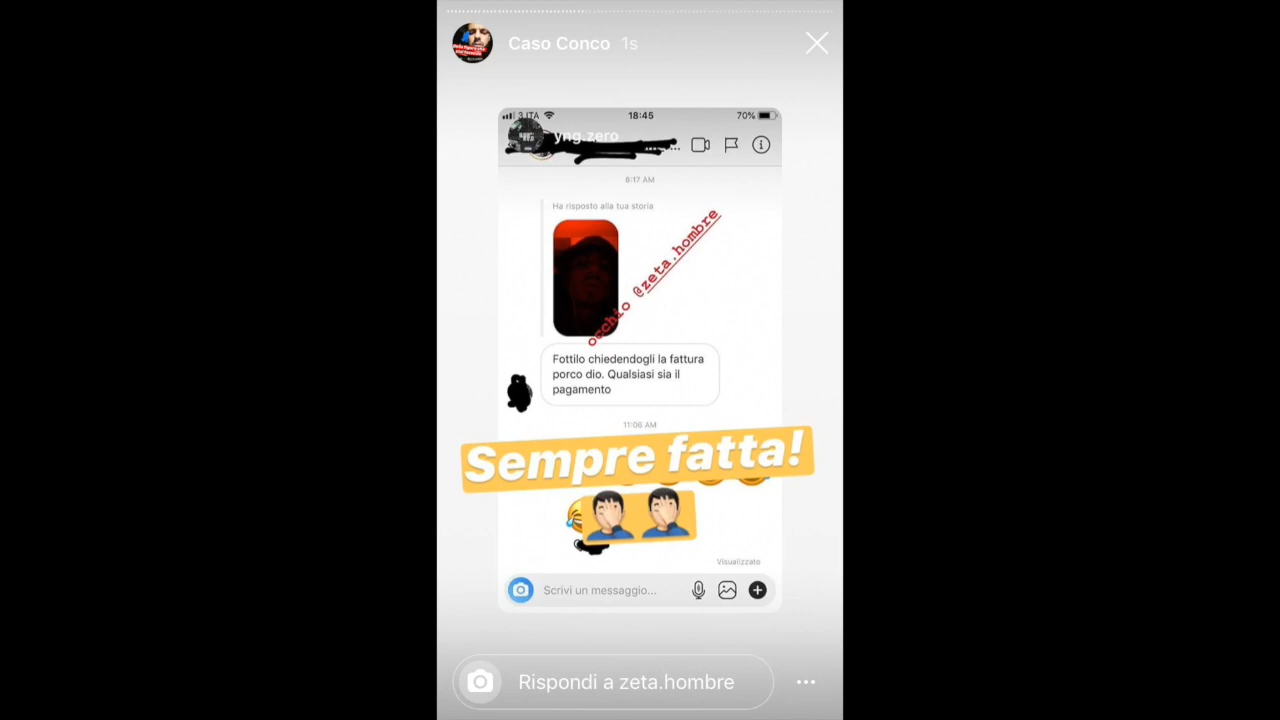 Caso Conco 1s
3 ITA 18:45 70%
yng.zero
8:17 AM
Ha risposto alla tua storia
occhio @zeta.hombre
Fottilo chiedendogli la fattura
porco dio. Qualsiasi sia il
pagamento
11:06 AM
Sempre fatta!
Visualizzato
Scrivi un messaggio...
Rispondi a zeta.hombre